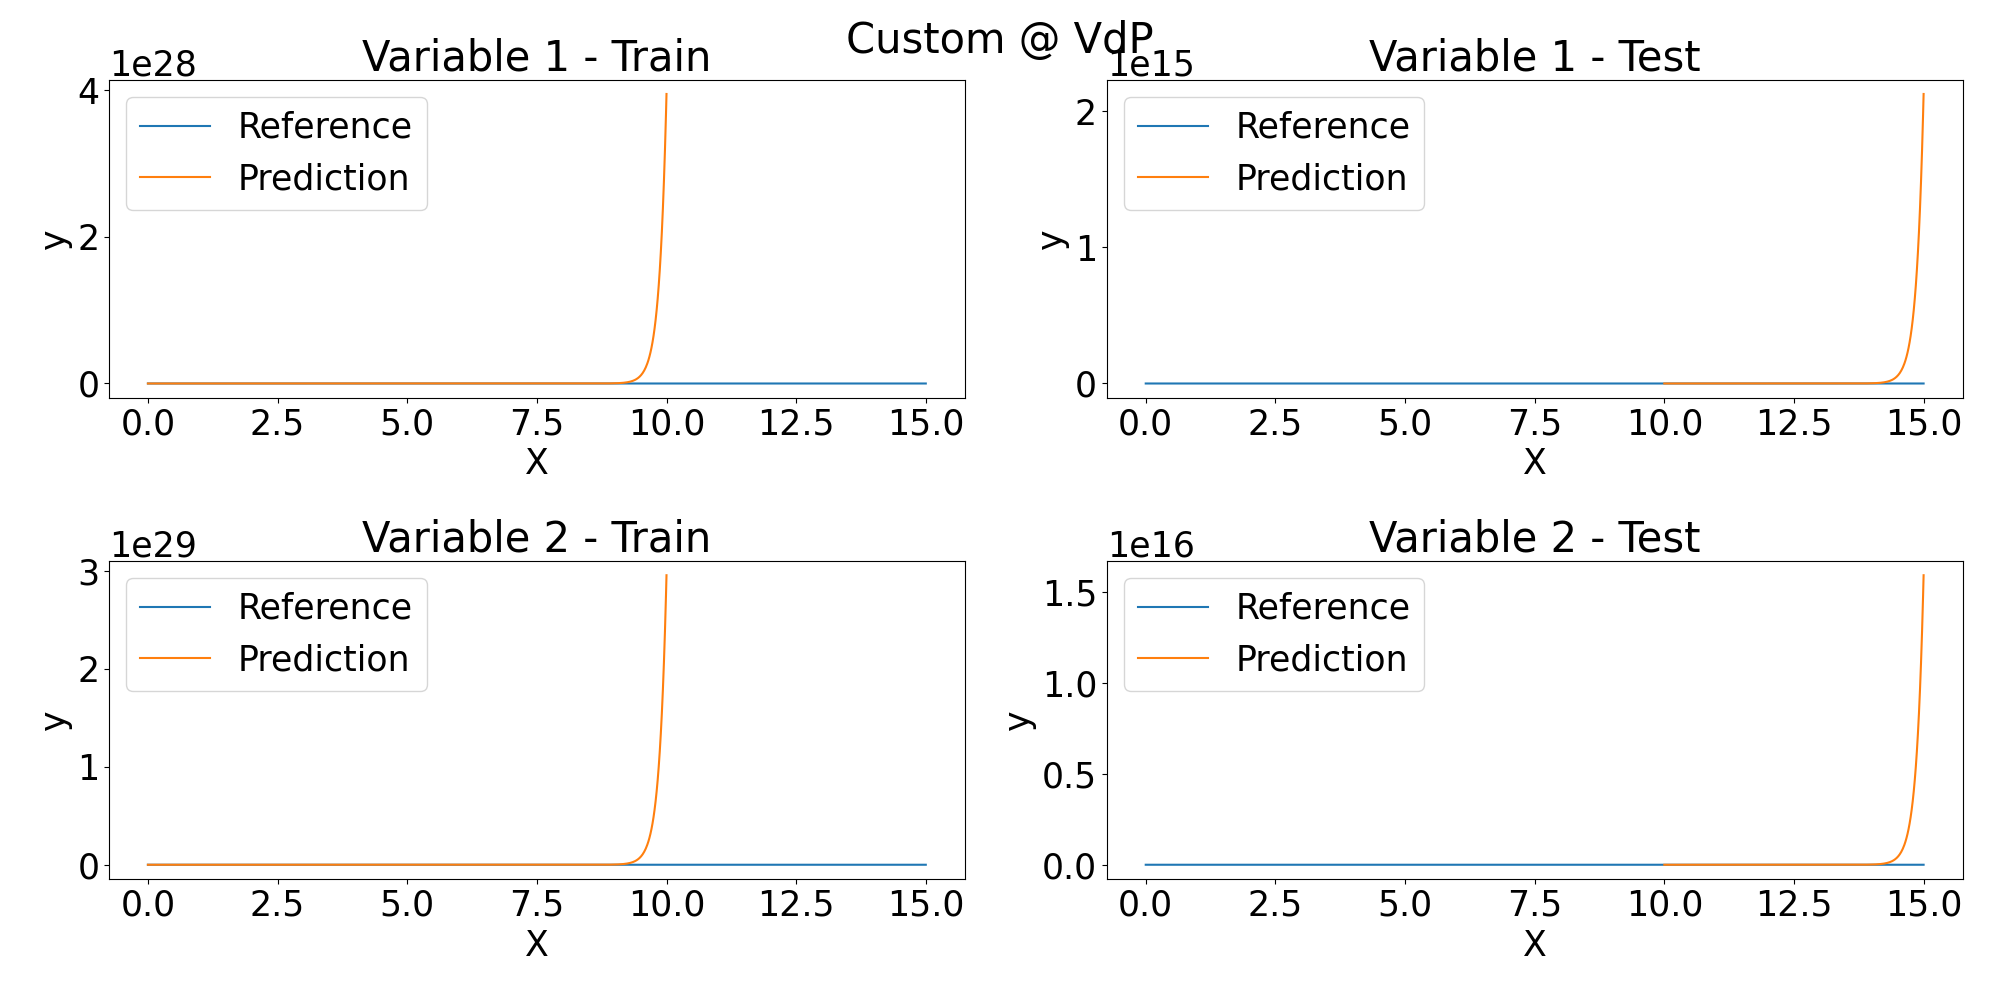 Custom @ VdP
Variable 1 - Train
1e28
4
2
0
y
Reference
Prediction
0.0 2.5 5.0 7.5 10.0 12.5 15.0
X
Variable 1 - Test
1e15
2
1
0
y
Reference
Prediction
0.0 2.5 5.0 7.5 10.0 12.5 15.0
X
Variable 2 - Train
1e29
3
2
1
0
y
Reference
Prediction
0.0 2.5 5.0 7.5 10.0 12.5 15.0
X
Variable 2 - Test
1e16
1.5
1.0
0.5
0.0
y
Reference
Prediction
0.0 2.5 5.0 7.5 10.0 12.5 15.0
X